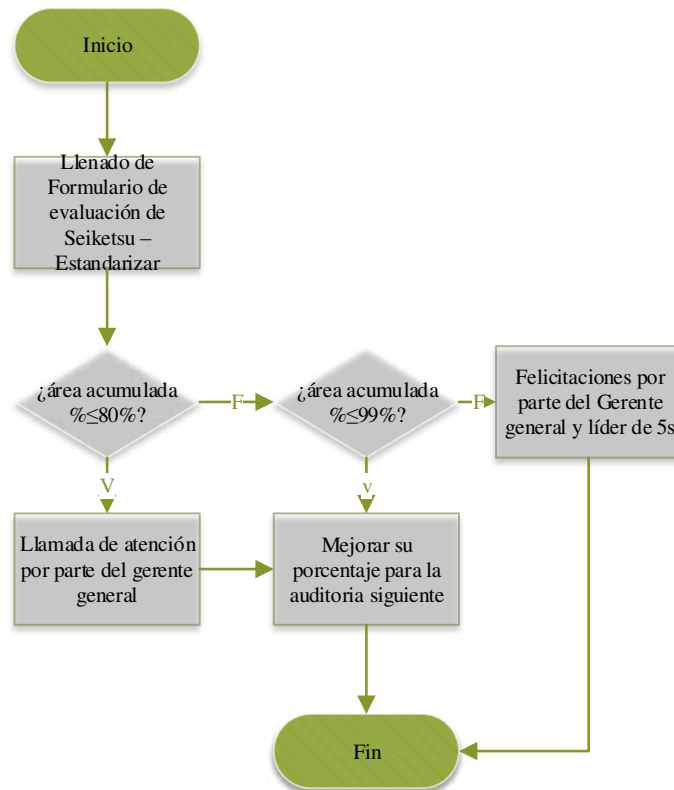 Inicio
Llenado de
Formulario de
evaluación de
Seiketsu –
Estandarizar
¿área acumulada
%≤80%?
F
¿área acumulada
%≤99%?
F
Felicitaciones por
parte del Gerente
general y líder de 5s
V
v
Llamada de atención
por parte del gerente
general
Mejorar su
porcentaje para la
auditoria siguiente
Fin